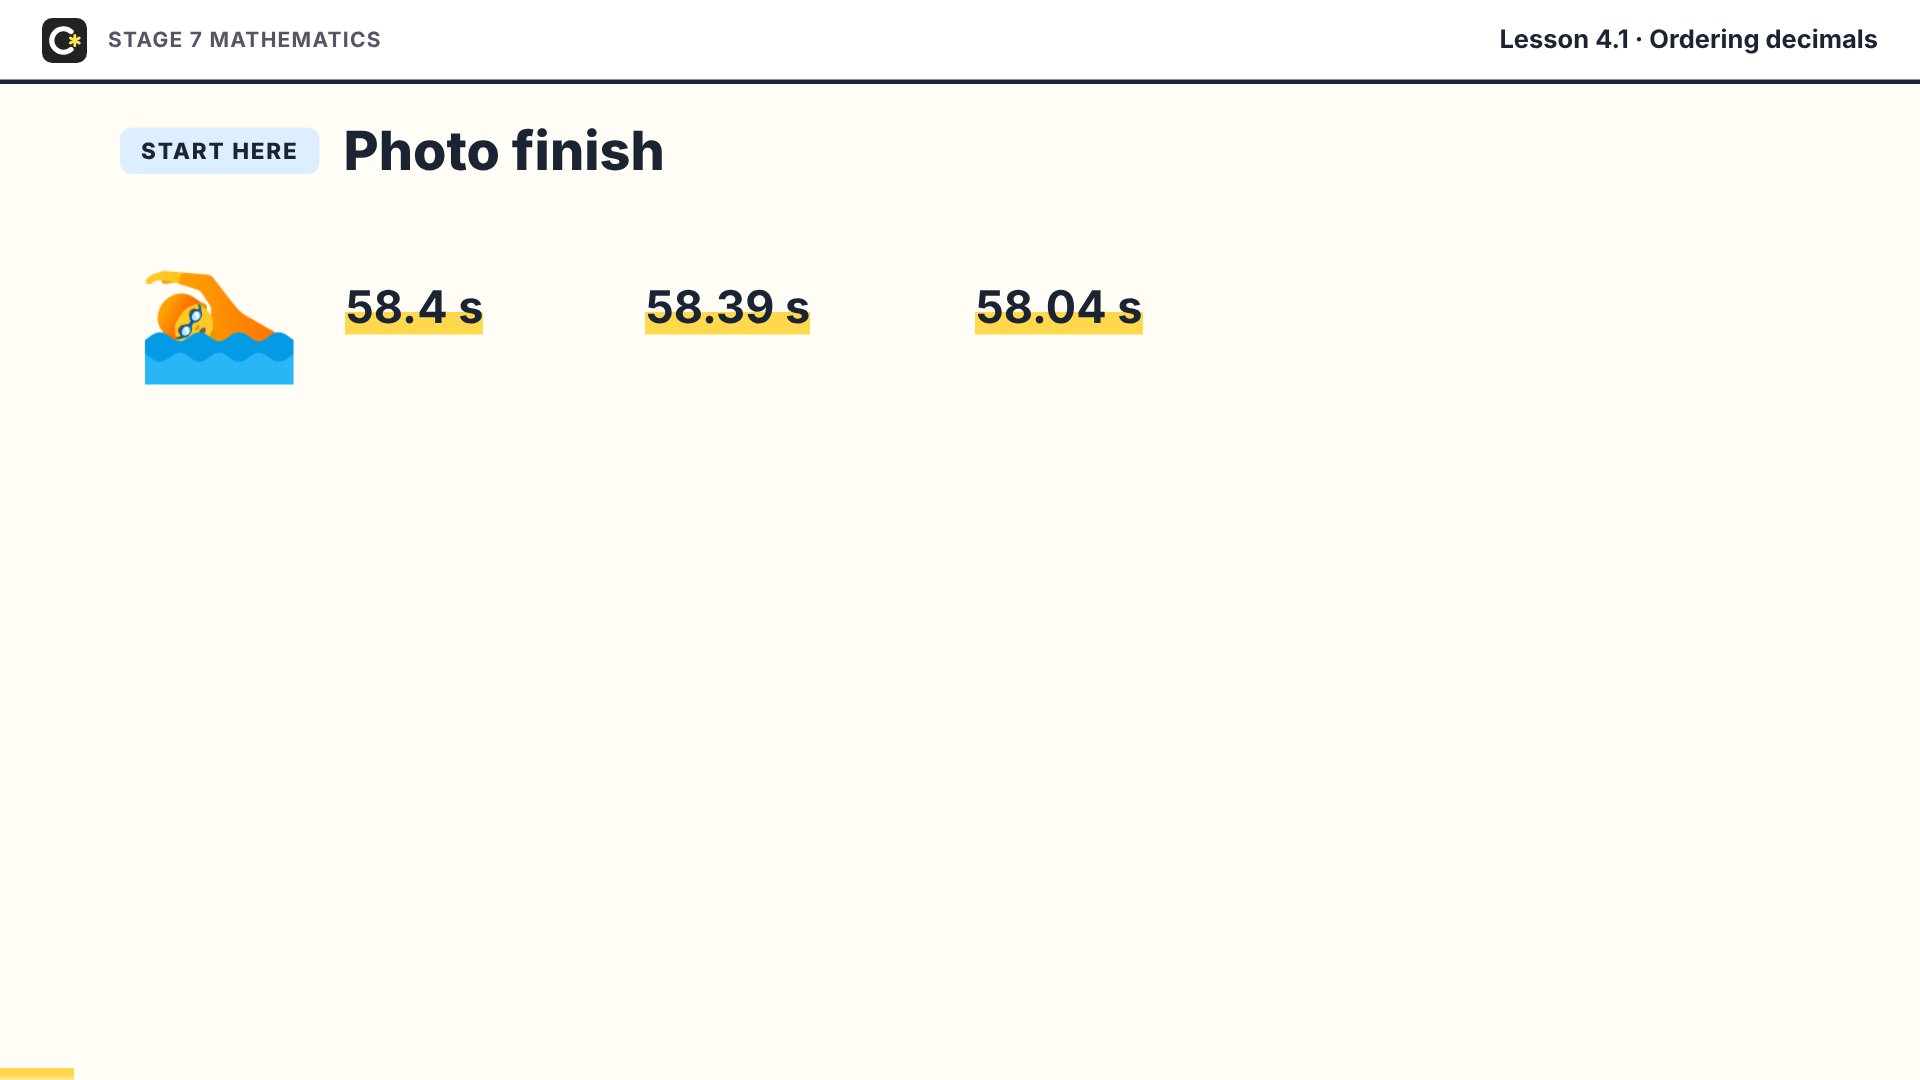 STAGE 7 MATHEMATICS
Lesson 4.1 · Ordering decimals
START HERE
Photo finish
58.4 s
58.39 s
58.04 s